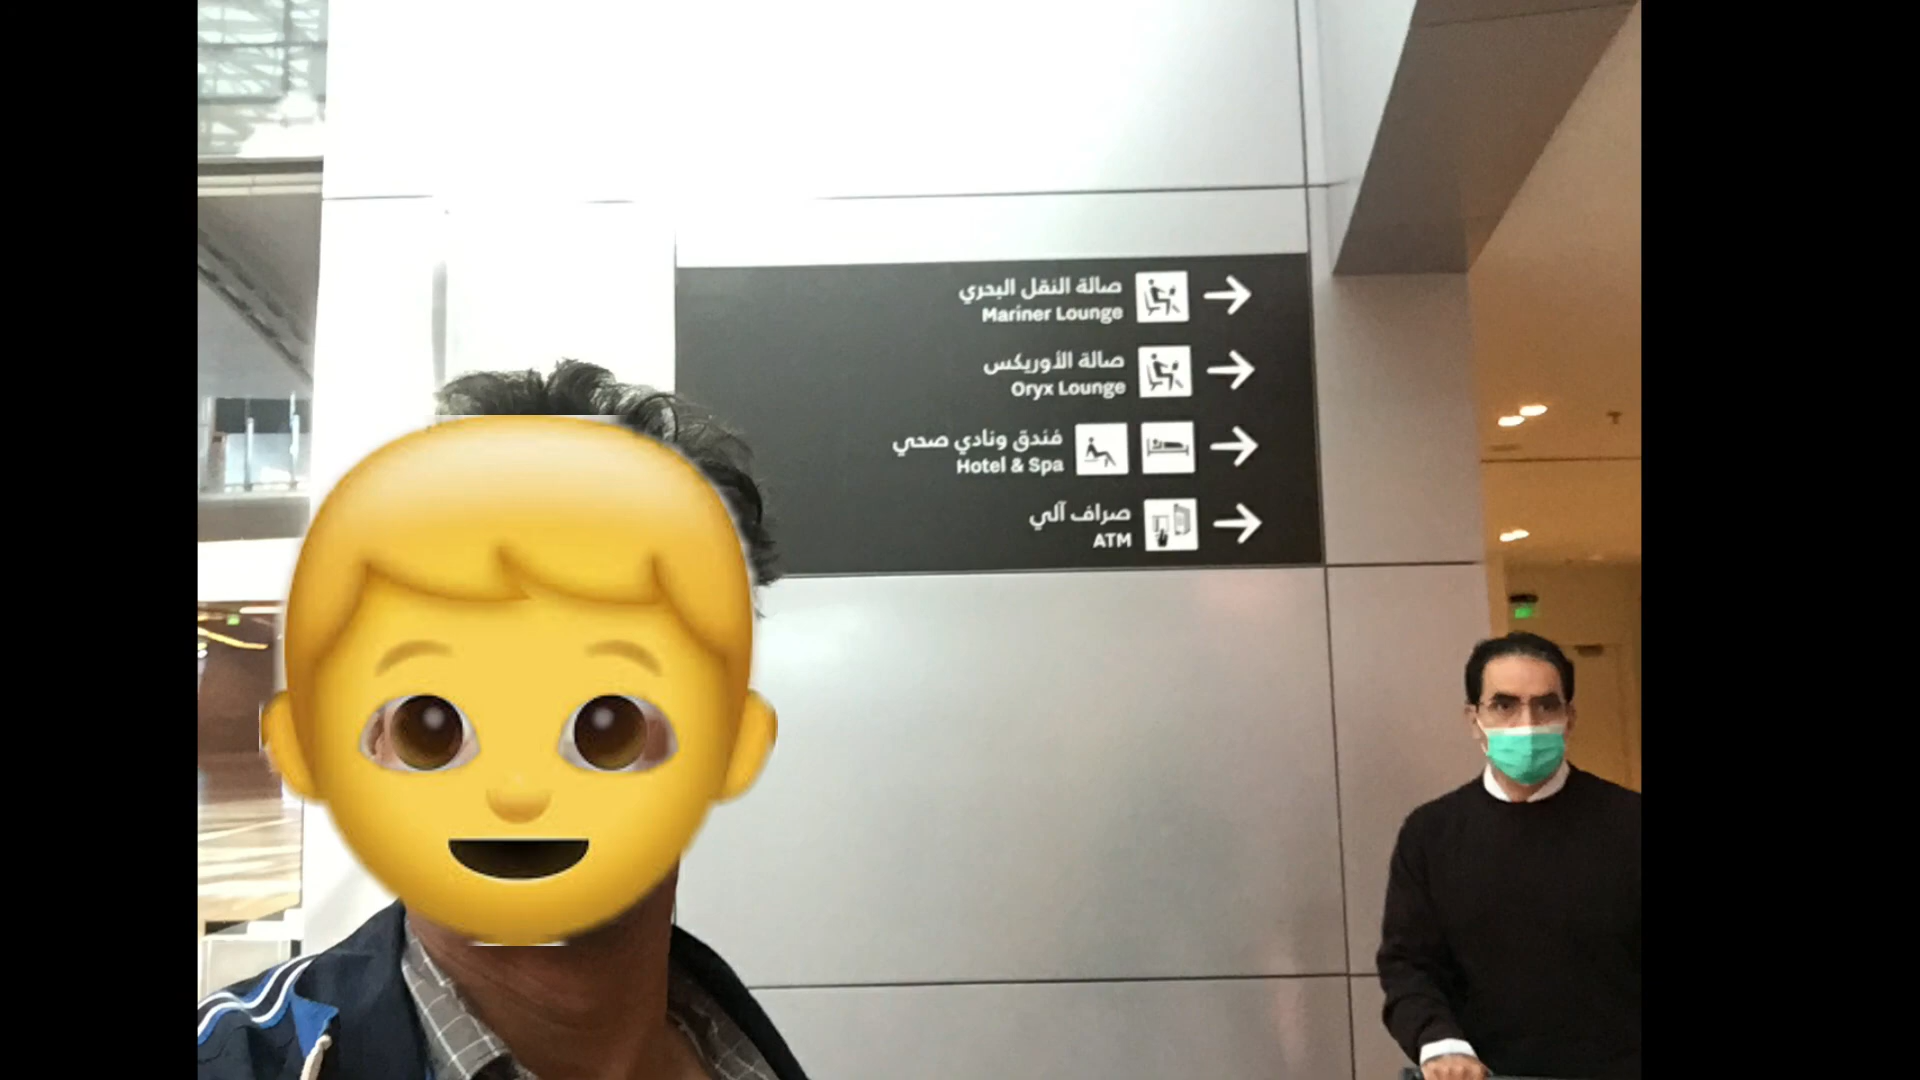 صالة النقل البحري
Mariner Lounge
صالة الأوريكس
Oryx Lounge
فندق ونادي صحي
Hotel & Spa
صراف آلي
ATM